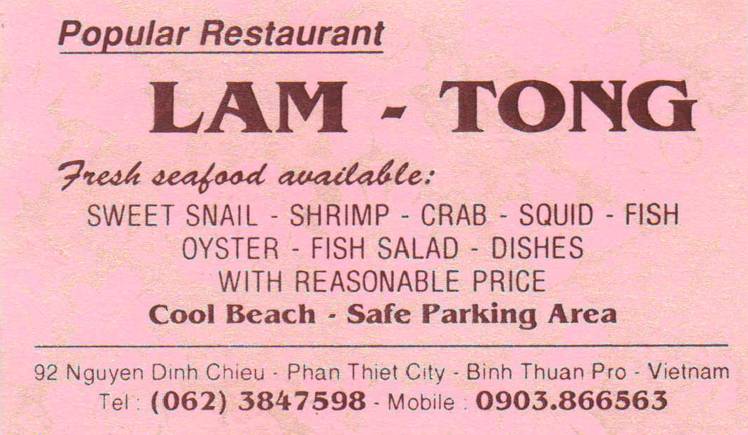 Popular Restaurant
LAM - TONG
Fresh seafood available:
SWEET SNAIL - SHRIMP - CRAB - SQUID - FISH
OYSTER - FISH SALAD - DISHES
WITH REASONABLE PRICE
Cool Beach - Safe Parking Area
92 Nguyen Dinh Chieu - Phan Thiet City - Binh Thuan Pro - Vietnam
Tel : (062) 3847598 - Mobile : 0903.866563